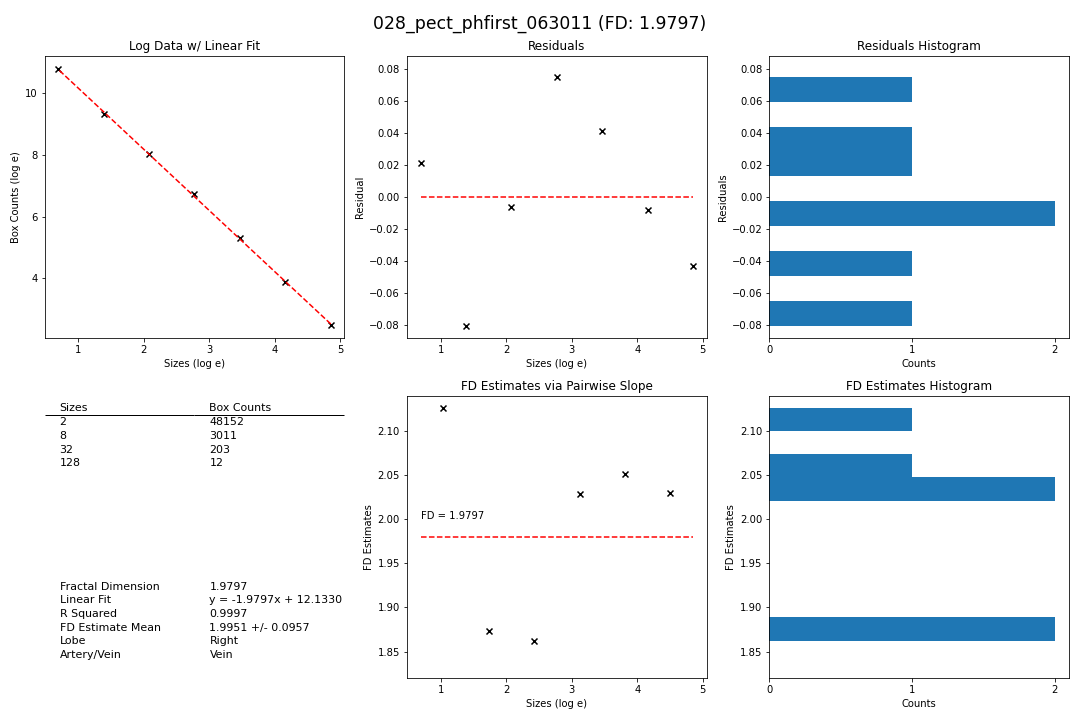 028_pect_phfirst_063011 (FD: 1.9797)
Log Data w/ Linear Fit
Box Counts (log e)
10
8
6
4
1 2 3 4 5
Sizes (log e)
Residuals
Residual
0.08
0.06
0.04
0.02
0.00
−0.02
−0.04
−0.06
−0.08
1 2 3 4 5
Sizes (log e)
Residuals Histogram
Residuals
0.08
0.06
0.04
0.02
0.00
−0.02
−0.04
−0.06
−0.08
0 1 2
Counts
Sizes Box Counts
2 48152
8 3011
32 203
128 12
Fractal Dimension 1.9797
Linear Fit y = -1.9797x + 12.1330
R Squared 0.9997
FD Estimate Mean 1.9951 +/- 0.0957
Lobe Right
Artery/Vein Vein
FD Estimates via Pairwise Slope
FD Estimates
2.10
2.05
2.00
1.95
1.90
1.85
FD = 1.9797
1 2 3 4 5
Sizes (log e)
FD Estimates Histogram
FD Estimates
2.10
2.05
2.00
1.95
1.90
1.85
0 1 2
Counts